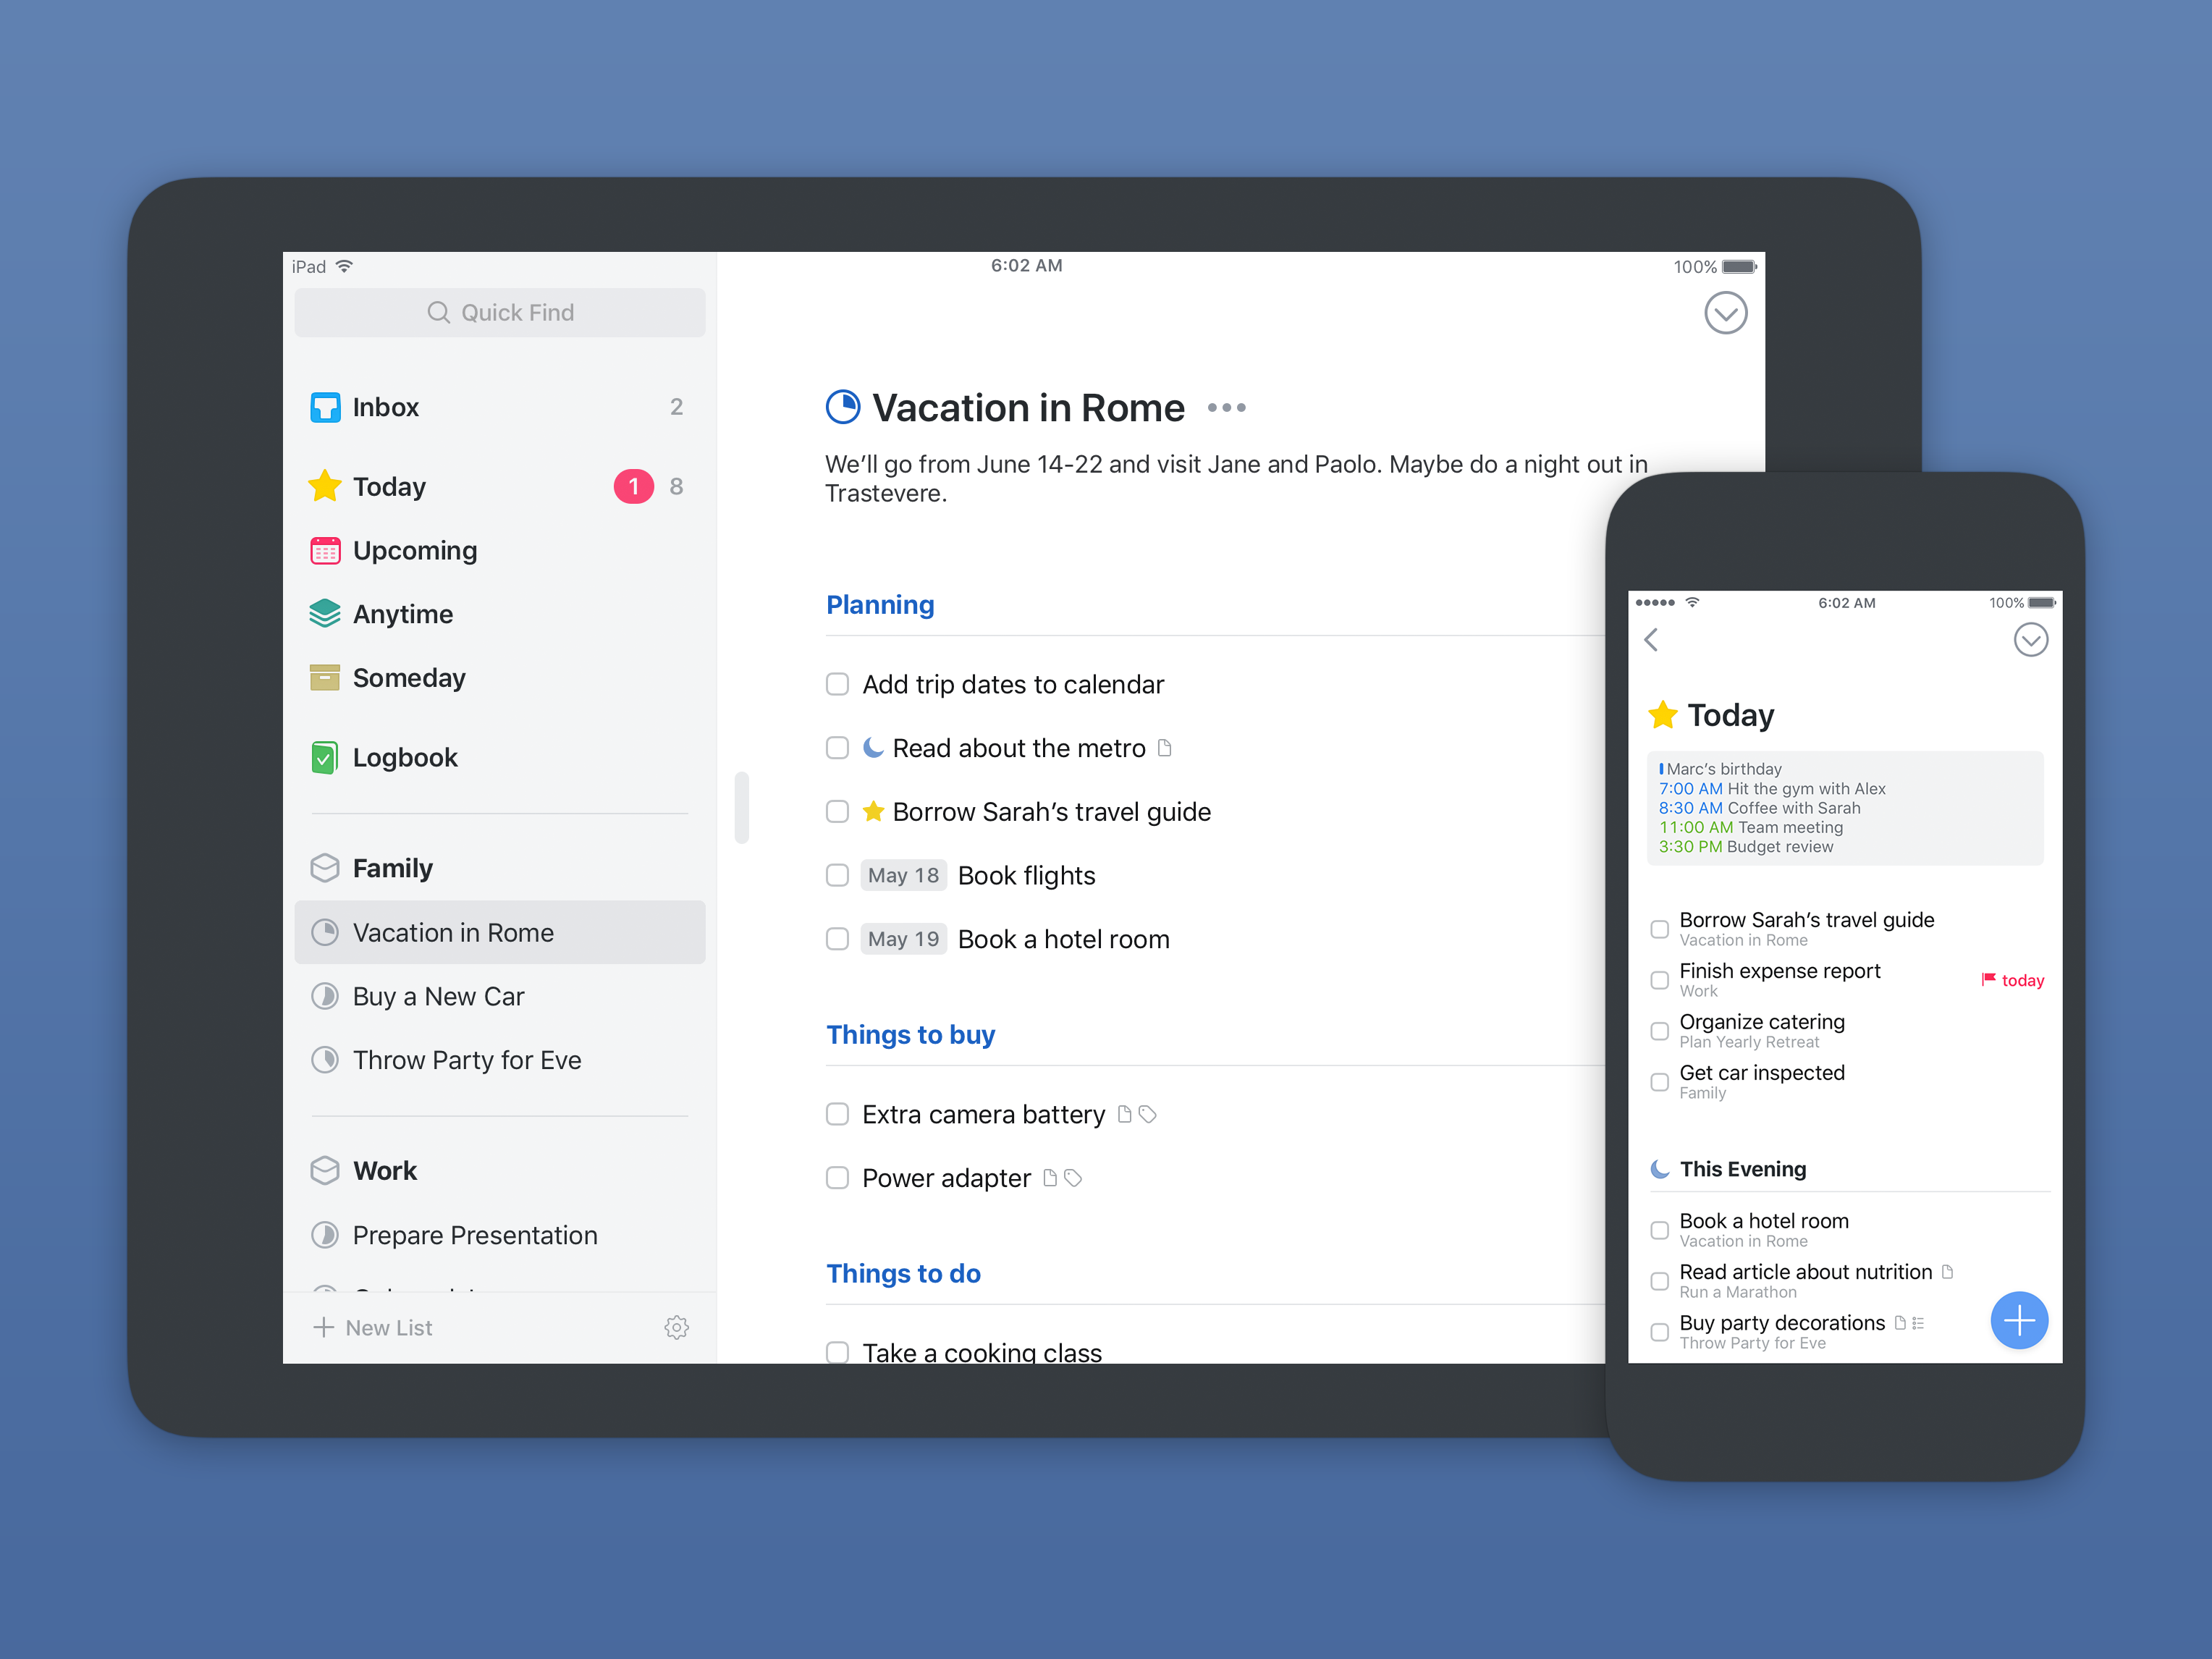 iPad
6:02 AM
100%
Quick Find
Inbox 2
Today 1 8
Upcoming
Anytime
Someday
Logbook
Family
Vacation in Rome
Buy a New Car
Throw Party for Eve
Work
Prepare Presentation
New List
Vacation in Rome
We’ll go from June 14-22 and visit Jane and Paolo. Maybe do a night out in
Trastevere.
Planning
Add trip dates to calendar
Read about the metro
Borrow Sarah’s travel guide
May 18 Book flights
May 19 Book a hotel room
Things to buy
Extra camera battery
Power adapter
Things to do
Take a cooking class
6:02 AM
100%
Today
Marc’s birthday
7:00 AM Hit the gym with Alex
8:30 AM Coffee with Sarah
11:00 AM Team meeting
3:30 PM Budget review
Borrow Sarah’s travel guide
Vacation in Rome
Finish expense report
Work
today
Organize catering
Plan Yearly Retreat
Get car inspected
Family
This Evening
Book a hotel room
Vacation in Rome
Read article about nutrition
Run a Marathon
Buy party decorations
Throw Party for Eve